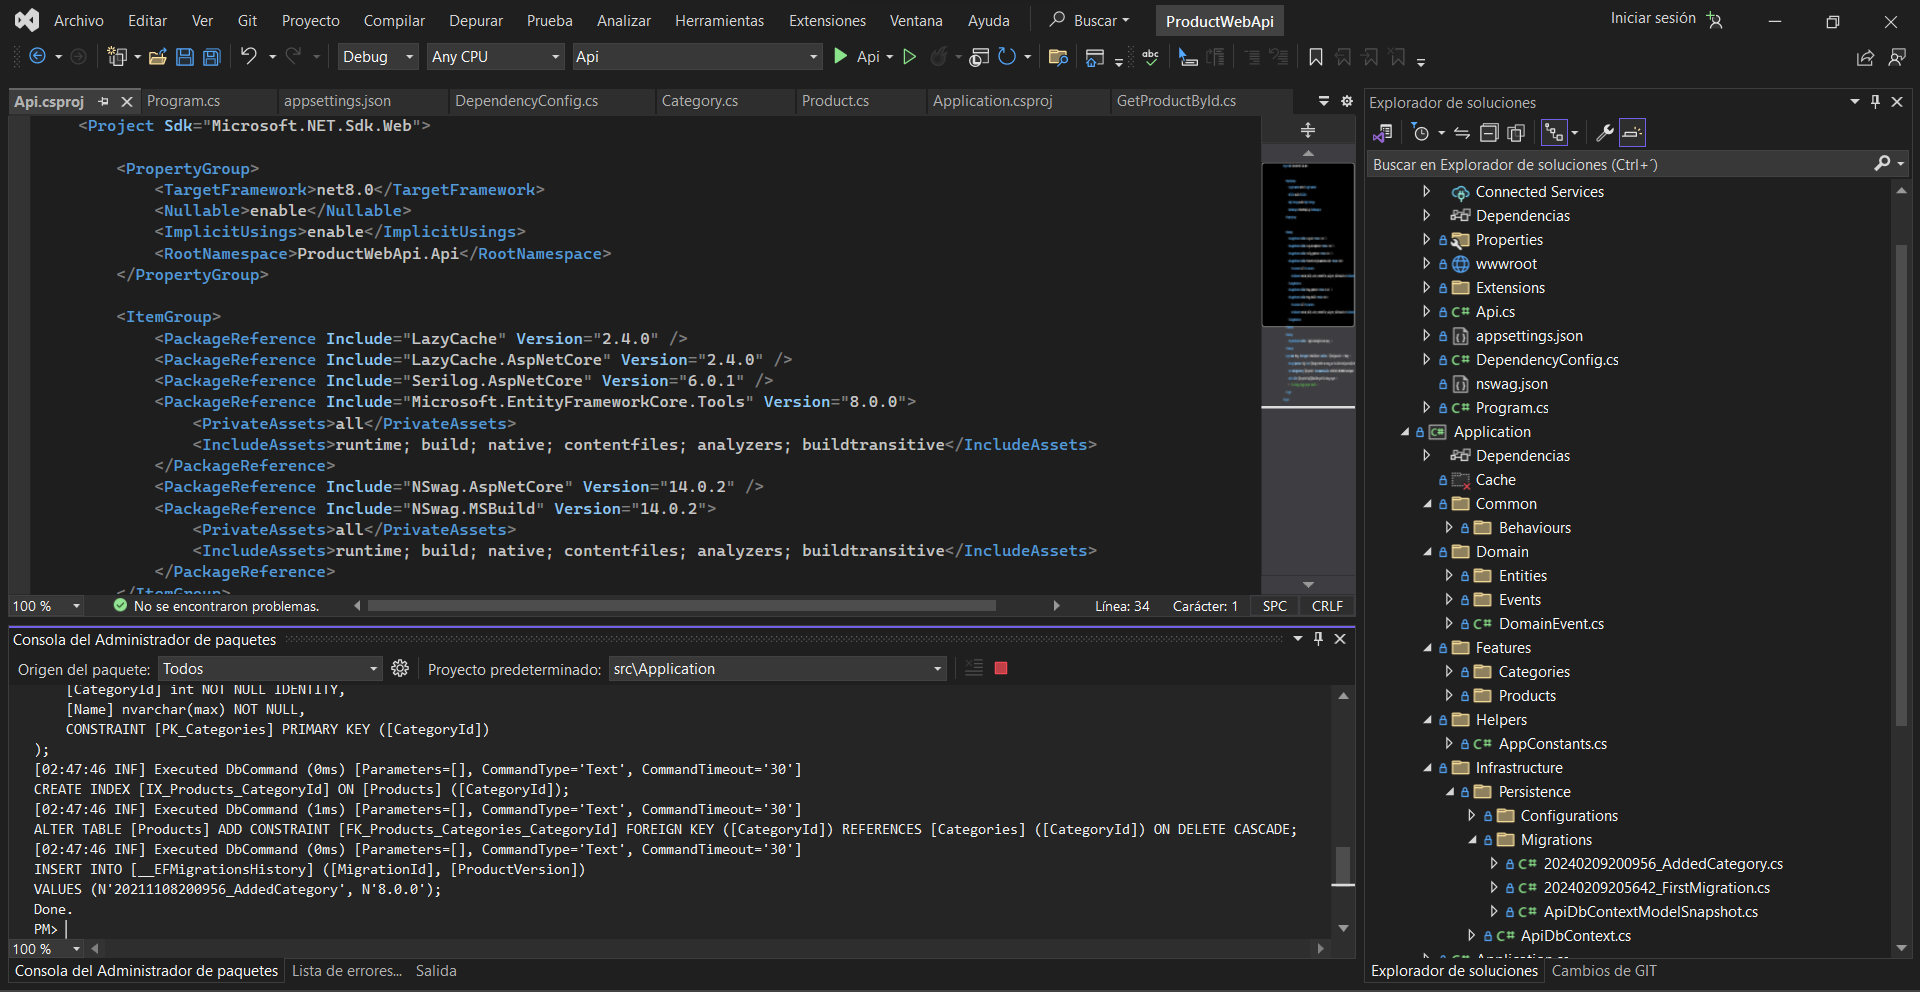 Archivo Editar Ver Git Proyecto Compilar Depurar Prueba Analizar Herramientas Extensiones Ventana Ayuda Buscar ProductWebApi Iniciar sesión
Debug Any CPU Api Api abc
Api.csproj Program.cs appsettings.json DependencyConfig.cs Category.cs Product.cs Application.csproj GetProductById.cs
<Project Sdk="Microsoft.NET.Sdk.Web">
<PropertyGroup>
<TargetFramework>net8.0</TargetFramework>
<Nullable>enable</Nullable>
<ImplicitUsings>enable</ImplicitUsings>
<RootNamespace>ProductWebApi.Api</RootNamespace>
</PropertyGroup>
<ItemGroup>
<PackageReference Include="LazyCache" Version="2.4.0" />
<PackageReference Include="LazyCache.AspNetCore" Version="2.4.0" />
<PackageReference Include="Serilog.AspNetCore" Version="6.0.1" />
<PackageReference Include="Microsoft.EntityFrameworkCore.Tools" Version="8.0.0">
<PrivateAssets>all</PrivateAssets>
<IncludeAssets>runtime; build; native; contentfiles; analyzers; buildtransitive</IncludeAssets>
</PackageReference>
<PackageReference Include="NSwag.AspNetCore" Version="14.0.2" />
<PackageReference Include="NSwag.MSBuild" Version="14.0.2">
<PrivateAssets>all</PrivateAssets>
<IncludeAssets>runtime; build; native; contentfiles; analyzers; buildtransitive</IncludeAssets>
</PackageReference>
</ItemGroup>
100 % No se encontraron problemas. Línea: 34 Carácter: 1 SPC CRLF
Consola del Administrador de paquetes
Origen del paquete: Todos Proyecto predeterminado: src\Application
[CategoryId] int NOT NULL IDENTITY,
[Name] nvarchar(max) NOT NULL,
CONSTRAINT [PK_Categories] PRIMARY KEY ([CategoryId])
);
[02:47:46 INF] Executed DbCommand (0ms) [Parameters=[], CommandType='Text', CommandTimeout='30']
CREATE INDEX [IX_Products_CategoryId] ON [Products] ([CategoryId]);
[02:47:46 INF] Executed DbCommand (1ms) [Parameters=[], CommandType='Text', CommandTimeout='30']
ALTER TABLE [Products] ADD CONSTRAINT [FK_Products_Categories_CategoryId] FOREIGN KEY ([CategoryId]) REFERENCES [Categories] ([CategoryId]) ON DELETE CASCADE;
[02:47:46 INF] Executed DbCommand (0ms) [Parameters=[], CommandType='Text', CommandTimeout='30']
INSERT INTO [__EFMigrationsHistory] ([MigrationId], [ProductVersion])
VALUES (N'20211108200956_AddedCategory', N'8.0.0');
Done.
PM>
100 %
Consola del Administrador de paquetes Lista de errores... Salida
Explorador de soluciones
Buscar en Explorador de soluciones (Ctrl+´)
Connected Services
Dependencias
Properties
wwwroot
Extensions
C# Api.cs
appsettings.json
C# DependencyConfig.cs
nswag.json
C# Program.cs
C# Application
Dependencias
Cache
Common
Behaviours
Domain
Entities
Events
C# DomainEvent.cs
Features
Categories
Products
Helpers
C# AppConstants.cs
Infrastructure
Persistence
Configurations
Migrations
C# 20240209200956_AddedCategory.cs
C# 20240209205642_FirstMigration.cs
C# ApiDbContextModelSnapshot.cs
C# ApiDbContext.cs
C# Application.cs
Explorador de soluciones Cambios de GIT